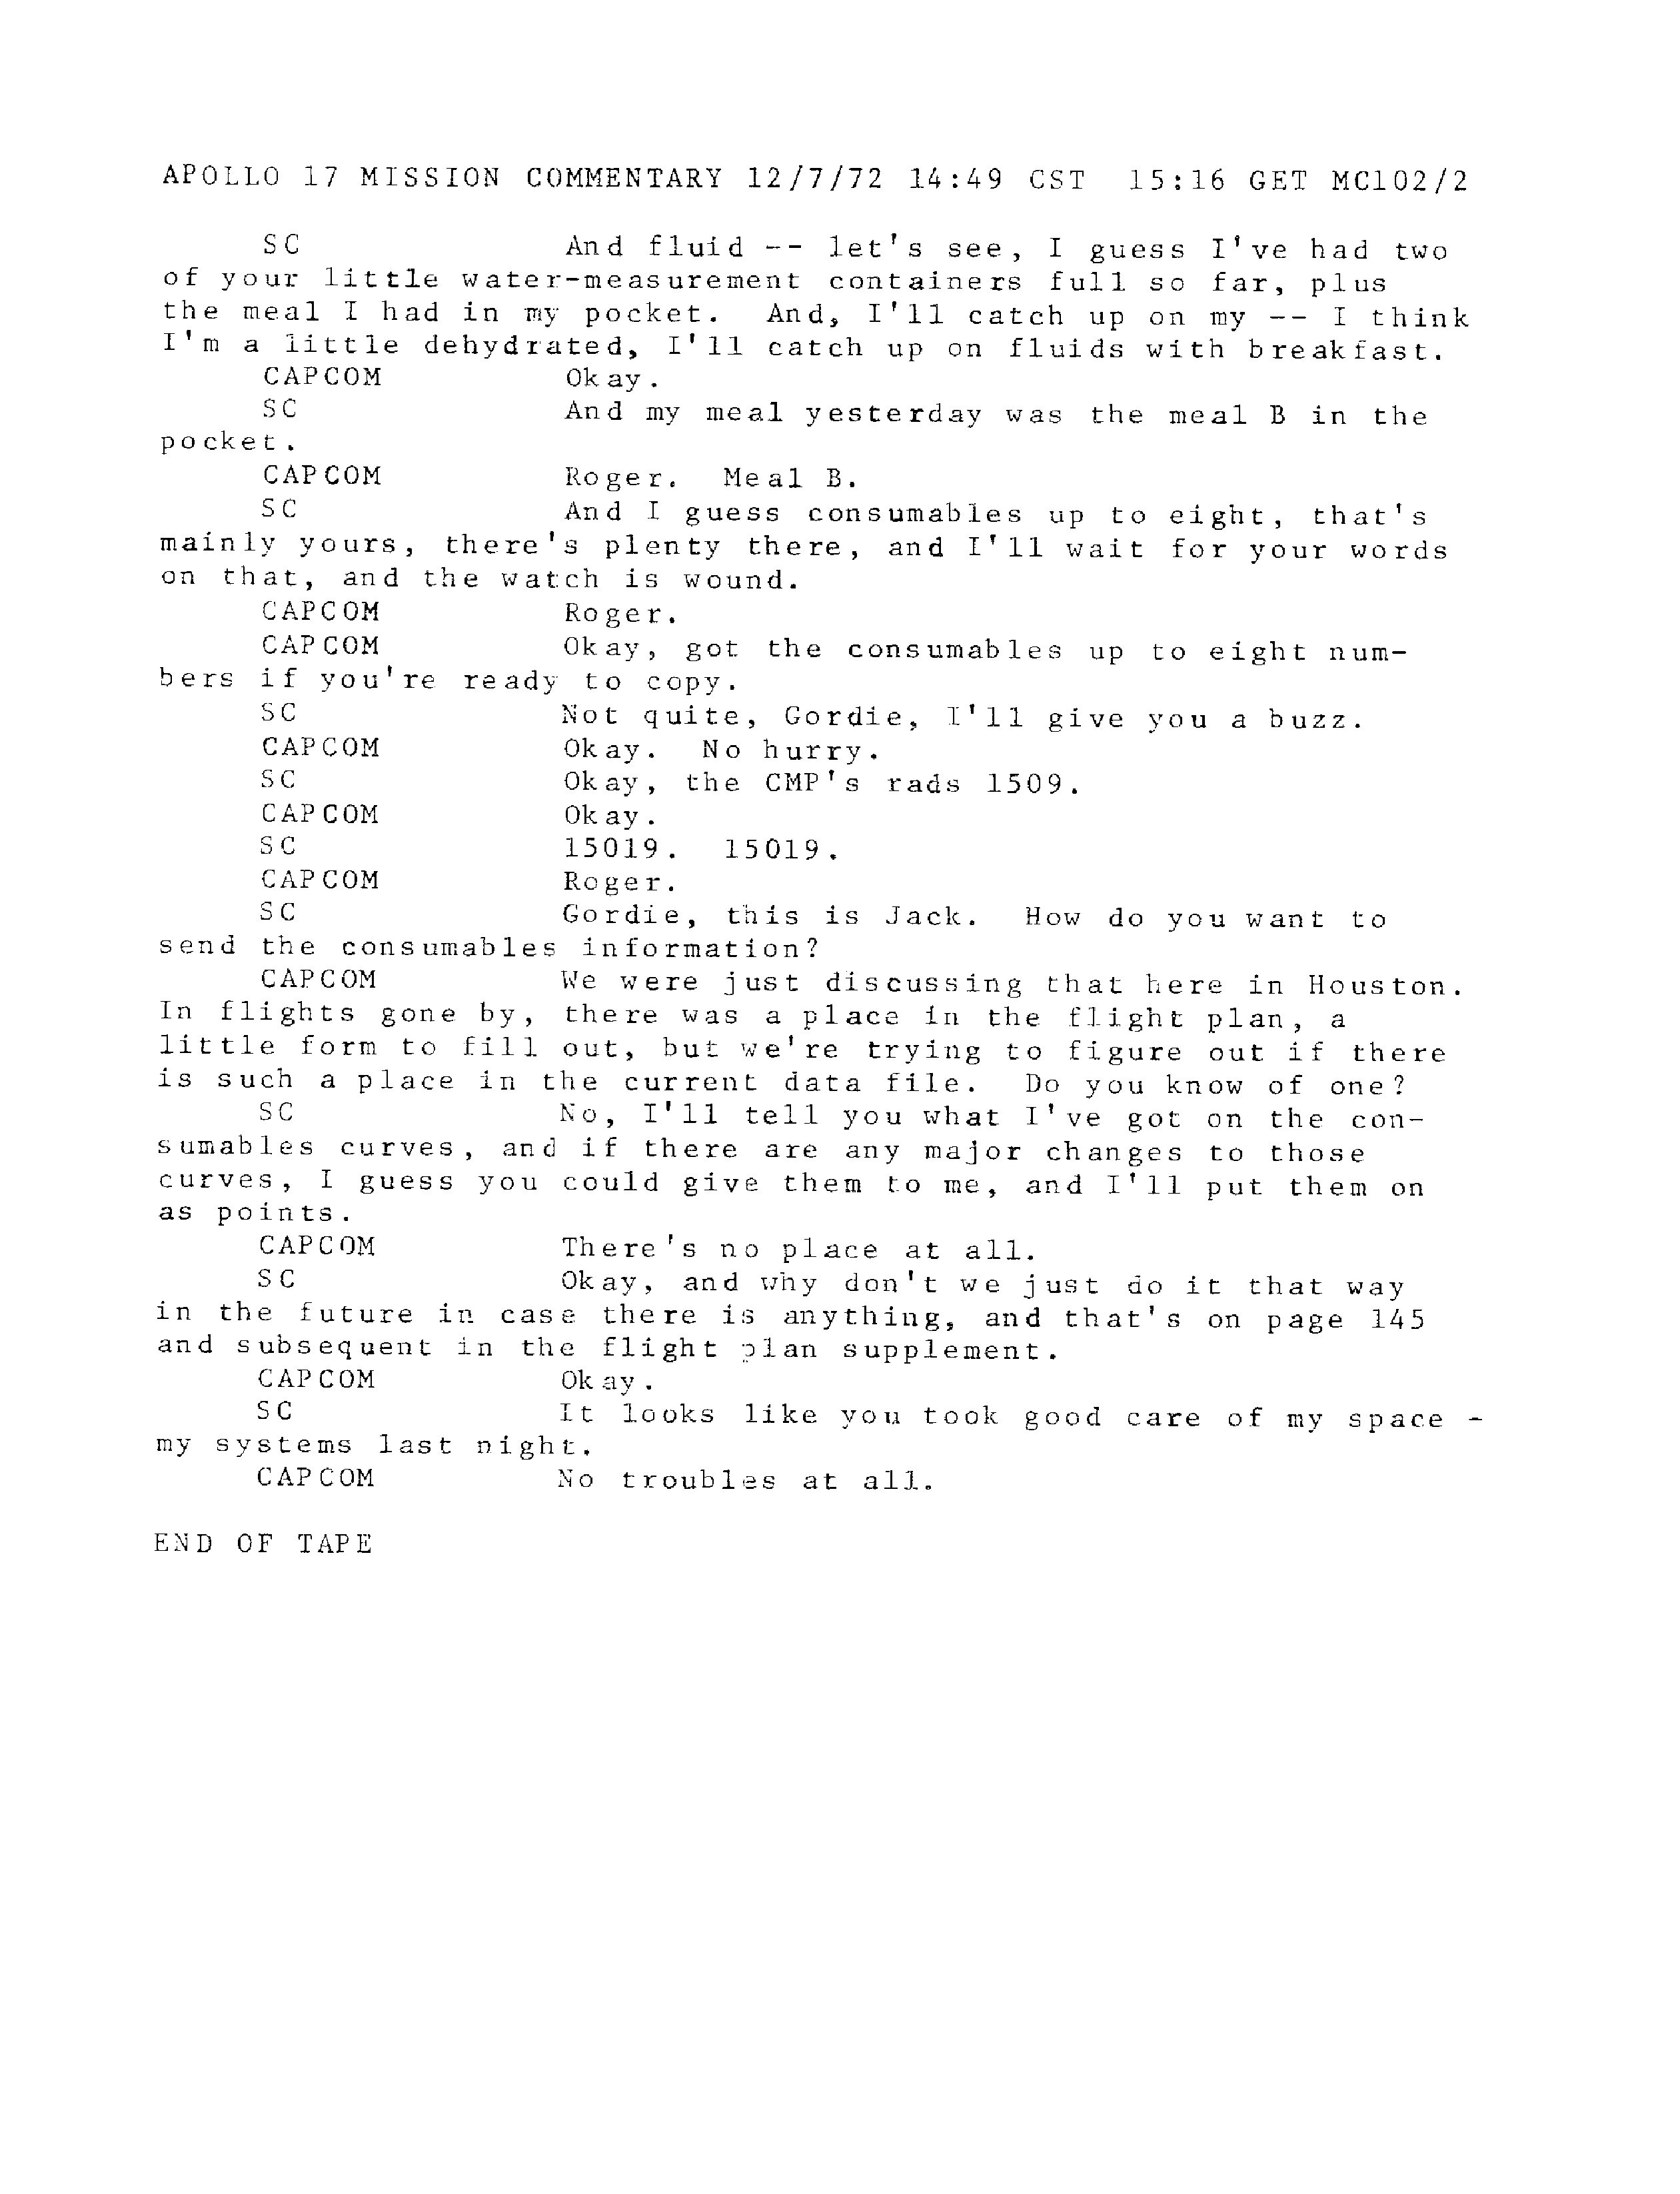 APOLLO 17 MISSION COMMENTARY 12/7/72 14:49 CST 15:16 GET MC102/2
SC And fluid -- let's see, I guess I've had two
of your little water-measurement containers full so far, plus
the meal I had in my pocket. And, I'll catch up on my -- I think
I'm a little dehydrated, I'll catch up on fluids with breakfast.
CAPCOM Okay.
SC And my meal yesterday was the meal B in the
pocket.
CAPCOM Roger. Meal B.
SC And I guess consumables up to eight, that's
mainly yours, there's plenty there, and I'll wait for your words
on that, and the watch is wound.
CAPCOM Roger.
CAPCOM Okay, got the consumables up to eight num-
bers if you're ready to copy.
SC Not quite, Gordie, I'll give you a buzz.
CAPCOM Okay. No hurry.
SC Okay, the CMP's rads 1509.
CAPCOM Okay.
SC 15019. 15019.
CAPCOM Roger.
SC Gordie, this is Jack. How do you want to
send the consumables information?
CAPCOM We were just discussing that here in Houston.
In flights gone by, there was a place in the flight plan, a
little form to fill out, but we're trying to figure out if there
is such a place in the current data file. Do you know of one?
SC No, I'll tell you what I've got on the con-
sumables curves, and if there are any major changes to those
curves, I guess you could give them to me, and I'll put them on
as points.
CAPCOM There's no place at all.
SC Okay, and why don't we just do it that way
in the future in case there is anything, and that's on page 145
and subsequent in the flight plan supplement.
CAPCOM Okay.
SC It looks like you took good care of my space -
my systems last night.
CAPCOM No troubles at all.
END OF TAPE